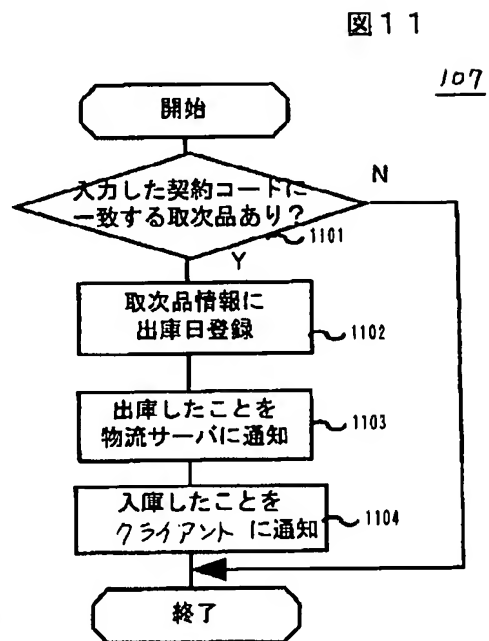 図11
107
開始
入力した契約コードに
一致する取次品あり?
N
1101
Y
取次品情報に
出庫日登録
1102
出庫したことを
物流サーバに通知
1103
入庫したことを
クライアントに通知
1104
終了